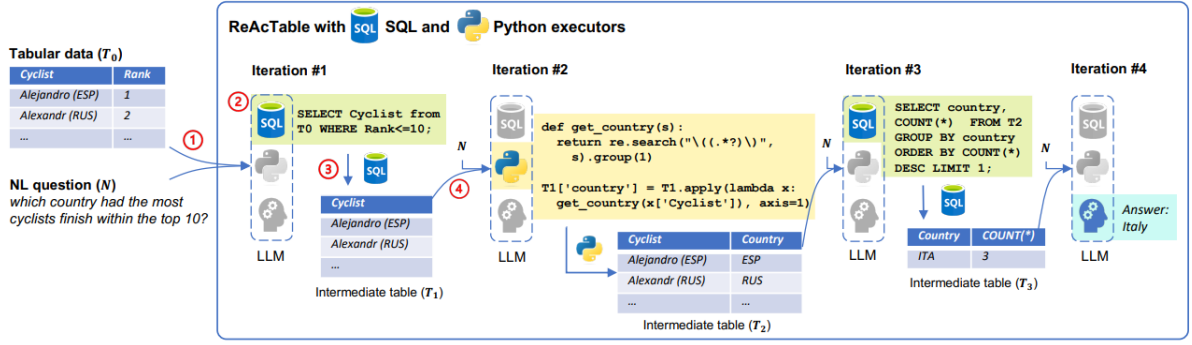 ReAcTable with SQL SQL and Python executors
Tabular data (T0)
Cyclist Rank
Alejandro (ESP) 1
Alexandr (RUS) 2
... ...
1
NL question (N)
which country had the most
cyclists finish within the top 10?
Iteration #1
2
SQL
LLM
SELECT Cyclist from
T0 WHERE Rank<=10;
3
SQL
Cyclist
Alejandro (ESP)
Alexandr (RUS)
...
Intermediate table (T1)
4
N
Iteration #2
SQL
LLM
def get_country(s):
return re.search("\((.*?)\)",
s).group(1)
T1['country'] = T1.apply(lambda x:
get_country(x['Cyclist']), axis=1)
Cyclist Country
Alejandro (ESP) ESP
Alexandr (RUS) RUS
... ...
Intermediate table (T2)
N
Iteration #3
SQL
LLM
SELECT country,
COUNT(*) FROM T2
GROUP BY country
ORDER BY COUNT(*)
DESC LIMIT 1;
SQL
Country COUNT(*)
ITA 3
Intermediate table (T3)
N
Iteration #4
SQL
LLM
Answer:
Italy